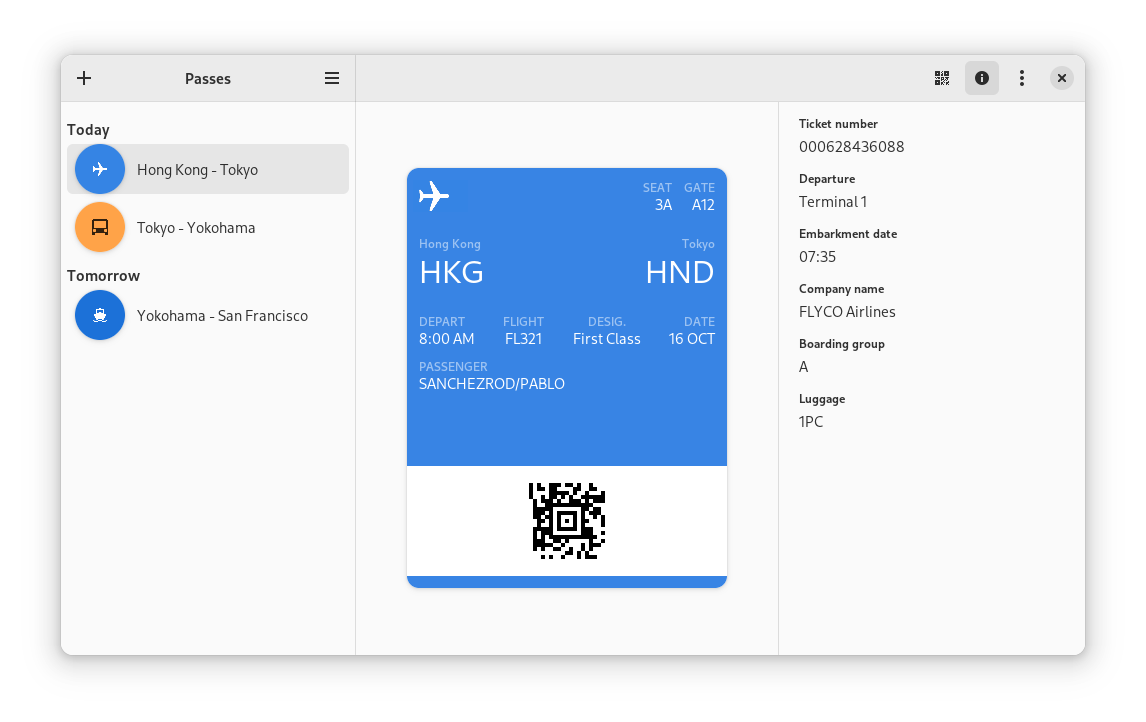 Passes
Today
Hong Kong - Tokyo
Tokyo - Yokohama
Tomorrow
Yokohama - San Francisco
SEAT GATE
3A A12
Hong Kong Tokyo
HKG HND
DEPART FLIGHT DESIG. DATE
8:00 AM FL321 First Class 16 OCT
PASSENGER
SANCHEZROD/PABLO
Ticket number
000628436088
Departure
Terminal 1
Embarkment date
07:35
Company name
FLYCO Airlines
Boarding group
A
Luggage
1PC